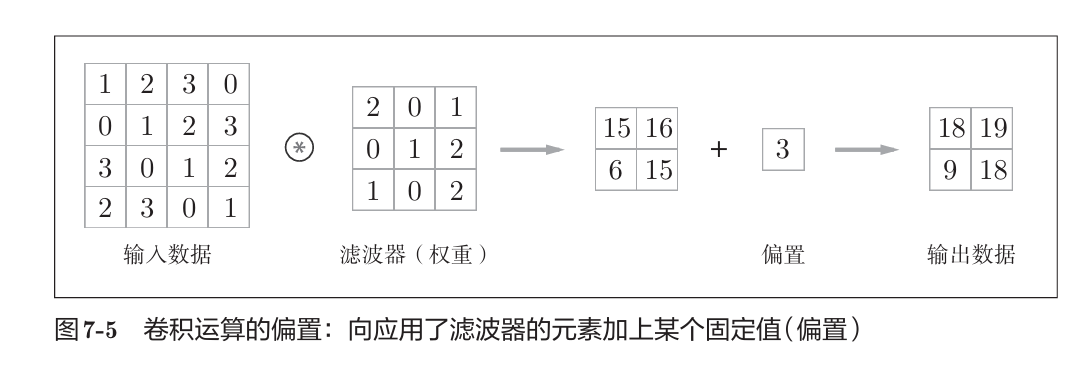 1 2 3 0
0 1 2 3
3 0 1 2
2 3 0 1
⊛
2 0 1
0 1 2
1 0 2
15 16
6 15
+
3
18 19
9 18
输入数据 滤波器（权重） 偏置 输出数据
图7-5 卷积运算的偏置：向应用了滤波器的元素加上某个固定值（偏置）